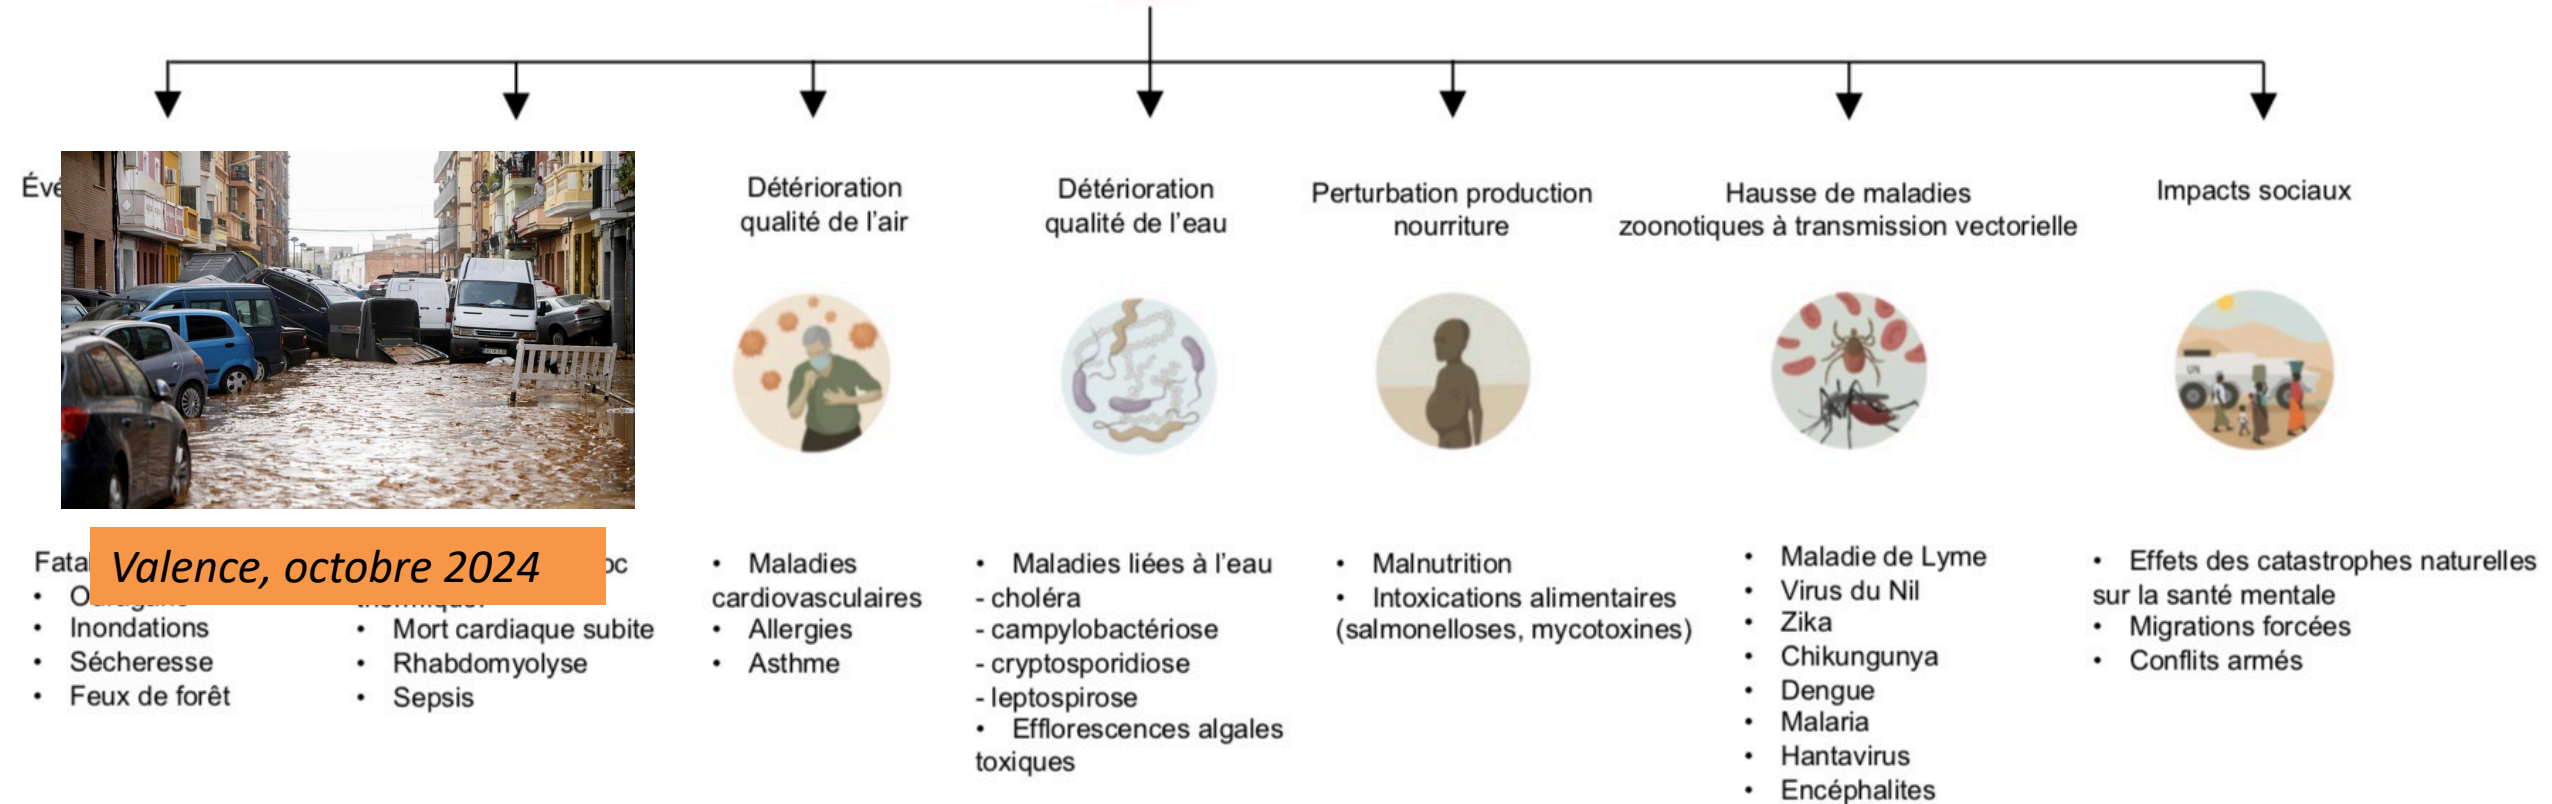 Détérioration
qualité de l'air
Détérioration
qualité de l'eau
Perturbation production
nourriture
Hausse de maladies
zoonotiques à transmission vectorielle
Impacts sociaux
UN
Valence, octobre 2024
• Inondations
• Sécheresse
• Feux de forêt
• Mort cardiaque subite
• Rhabdomyolyse
• Sepsis
• Maladies
cardiovasculaires
• Allergies
• Asthme
• Maladies liées à l'eau
- choléra
- campylobactériose
- cryptosporidiose
- leptospirose
• Efflorescences algales
toxiques
• Malnutrition
• Intoxications alimentaires
(salmonelloses, mycotoxines)
• Maladie de Lyme
• Virus du Nil
• Zika
• Chikungunya
• Dengue
• Malaria
• Hantavirus
• Encéphalites
• Effets des catastrophes naturelles
sur la santé mentale
• Migrations forcées
• Conflits armés